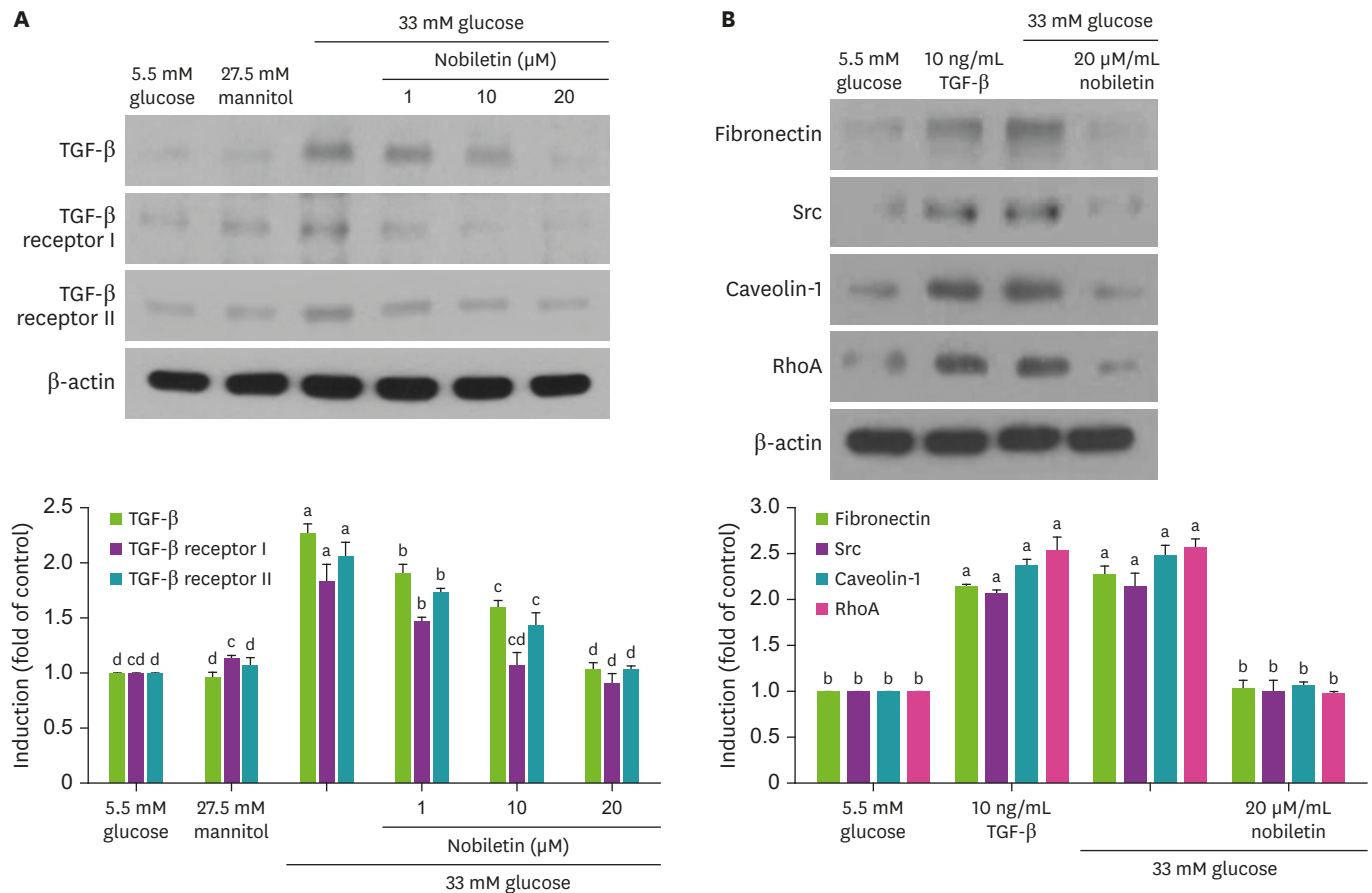 A
33 mM glucose
Nobiletin (µM)
5.5 mM
glucose
27.5 mM
mannitol
1 10 20
TGF-β
TGF-β
receptor I
TGF-β
receptor II
β-actin
2.5
2.0
1.5
1.0
0.5
0
Induction (fold of control)
TGF-β
TGF-β receptor I
TGF-β receptor II
d cd d
d c d
a a a
b b b
c cd c
d d d
5.5 mM
glucose
27.5 mM
mannitol
1 10 20
Nobiletin (µM)
33 mM glucose
B
33 mM glucose
5.5 mM
glucose
10 ng/mL
TGF-β
20 µM/mL
nobiletin
Fibronectin
Src
Caveolin-1
RhoA
β-actin
3.0
2.5
2.0
1.5
1.0
0.5
0
Induction (fold of control)
Fibronectin
Src
Caveolin-1
RhoA
b b b b
a a a a
a a a a
b b b b
5.5 mM
glucose
10 ng/mL
TGF-β
20 µM/mL
nobiletin
33 mM glucose